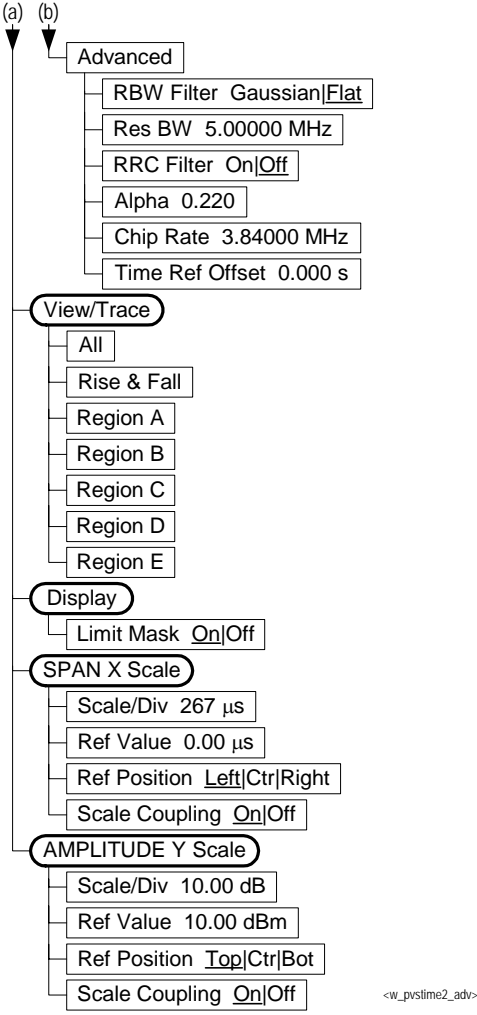 (a) (b)
Advanced
RBW Filter Gaussian|Flat
Res BW 5.00000 MHz
RRC Filter On|Off
Alpha 0.220
Chip Rate 3.84000 MHz
Time Ref Offset 0.000 s
View/Trace
All
Rise & Fall
Region A
Region B
Region C
Region D
Region E
Display
Limit Mask On|Off
SPAN X Scale
Scale/Div 267 μs
Ref Value 0.00 μs
Ref Position Left|Ctr|Right
Scale Coupling On|Off
AMPLITUDE Y Scale
Scale/Div 10.00 dB
Ref Value 10.00 dBm
Ref Position Top|Ctr|Bot
Scale Coupling On|Off
<w_pvstime2_adv>